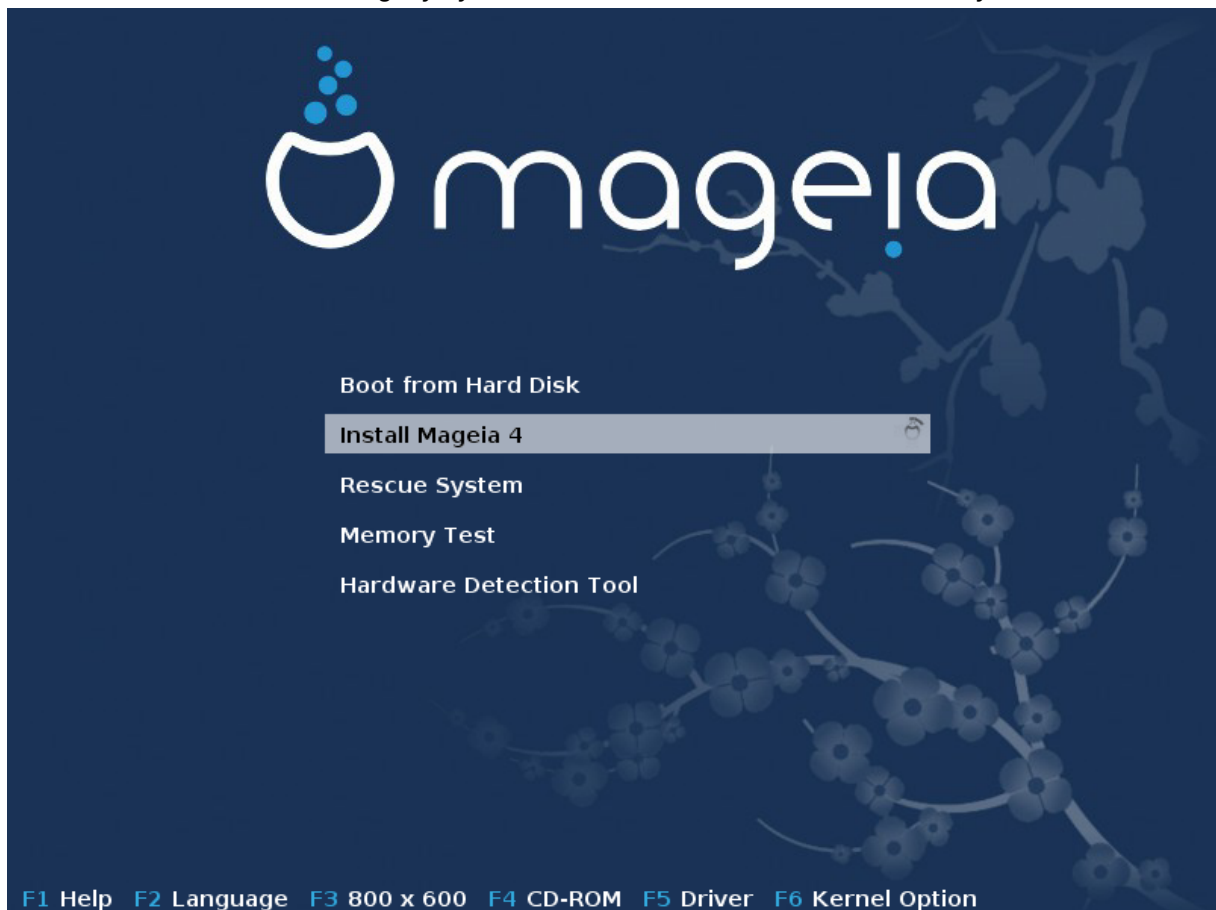 mageia
Boot from Hard Disk
Install Mageia 4
Rescue System
Memory Test
Hardware Detection Tool
F1 Help F2 Language F3 800 x 600 F4 CD-ROM F5 Driver F6 Kernel Option